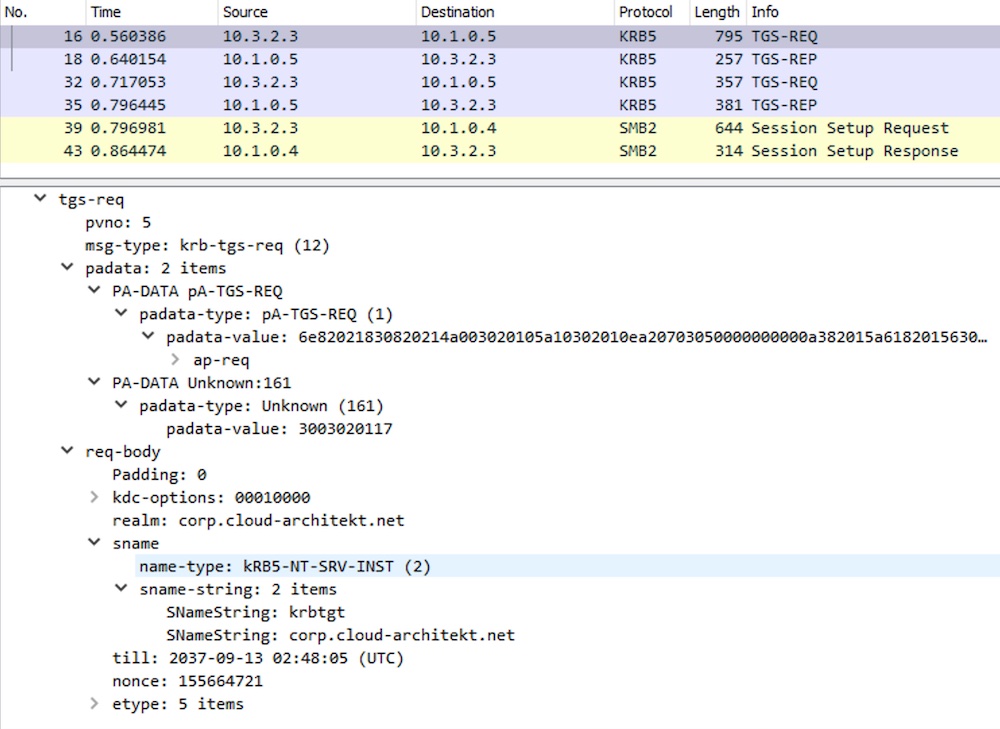 No. Time Source Destination Protocol Length Info
16 0.560386 10.3.2.3 10.1.0.5 KRB5 795 TGS-REQ
18 0.640154 10.1.0.5 10.3.2.3 KRB5 257 TGS-REP
32 0.717053 10.3.2.3 10.1.0.5 KRB5 357 TGS-REQ
35 0.796445 10.1.0.5 10.3.2.3 KRB5 381 TGS-REP
39 0.796981 10.3.2.3 10.1.0.4 SMB2 644 Session Setup Request
43 0.864474 10.1.0.4 10.3.2.3 SMB2 314 Session Setup Response
tgs-req
pvno: 5
msg-type: krb-tgs-req (12)
padata: 2 items
PA-DATA pA-TGS-REQ
padata-type: pA-TGS-REQ (1)
padata-value: 6e82021830820214a003020105a10302010ea20703050000000000a382015a6182015630…
ap-req
PA-DATA Unknown:161
padata-type: Unknown (161)
padata-value: 3003020117
req-body
Padding: 0
kdc-options: 00010000
realm: corp.cloud-architekt.net
sname
name-type: kRB5-NT-SRV-INST (2)
sname-string: 2 items
SNameString: krbtgt
SNameString: corp.cloud-architekt.net
till: 2037-09-13 02:48:05 (UTC)
nonce: 155664721
etype: 5 items